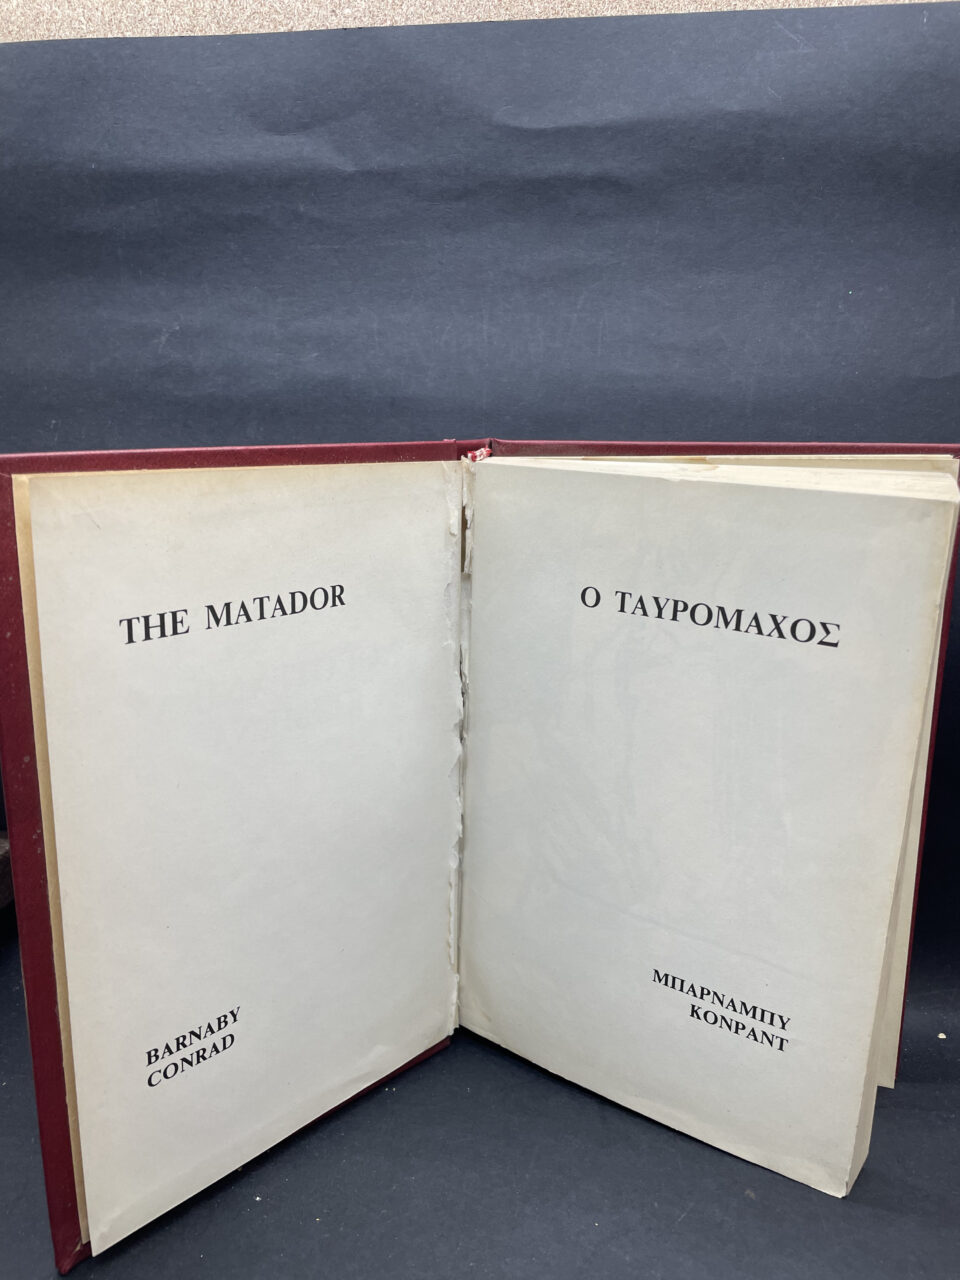 THE MATADOR
BARNABY
CONRAD
Ο ΤΑΥΡΟΜΑΧΟΣ
ΜΠΑΡΝΑΜΠΥ
ΚΟΝΡΑΝΤ